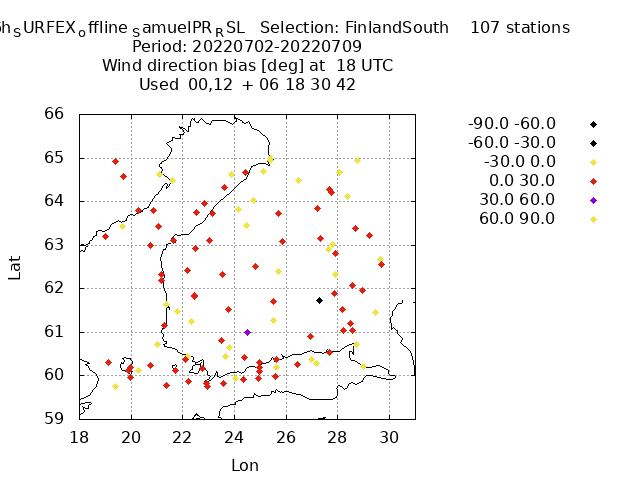 SURFEXoffline SamuelPRRSL Selection: FinlandSouth 107 stations
Period: 20220702-20220709
Wind direction bias [deg] at 18 UTC
Used 00,12 + 06 18 30 42
-90.0 -60.0
-60.0 -30.0
-30.0 0.0
0.0 30.0
30.0 60.0
60.0 90.0
66
65
64
63
62
61
60
59
Lat
18 20 22 24 26 28 30
Lon